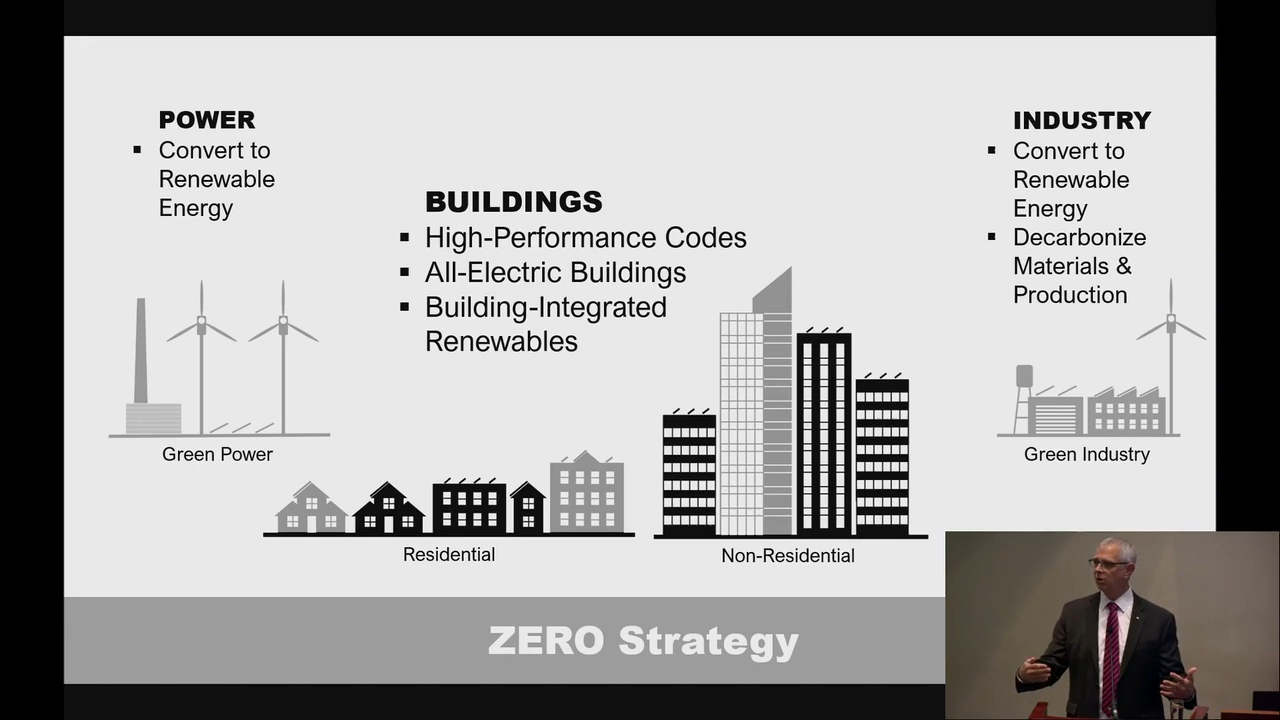 POWER
▪ Convert to
Renewable
Energy
Green Power
BUILDINGS
▪ High-Performance Codes
▪ All-Electric Buildings
▪ Building-Integrated
Renewables
Residential
Non-Residential
INDUSTRY
▪ Convert to
Renewable
Energy
▪ Decarbonize
Materials &
Production
Green Industry
ZERO Strategy